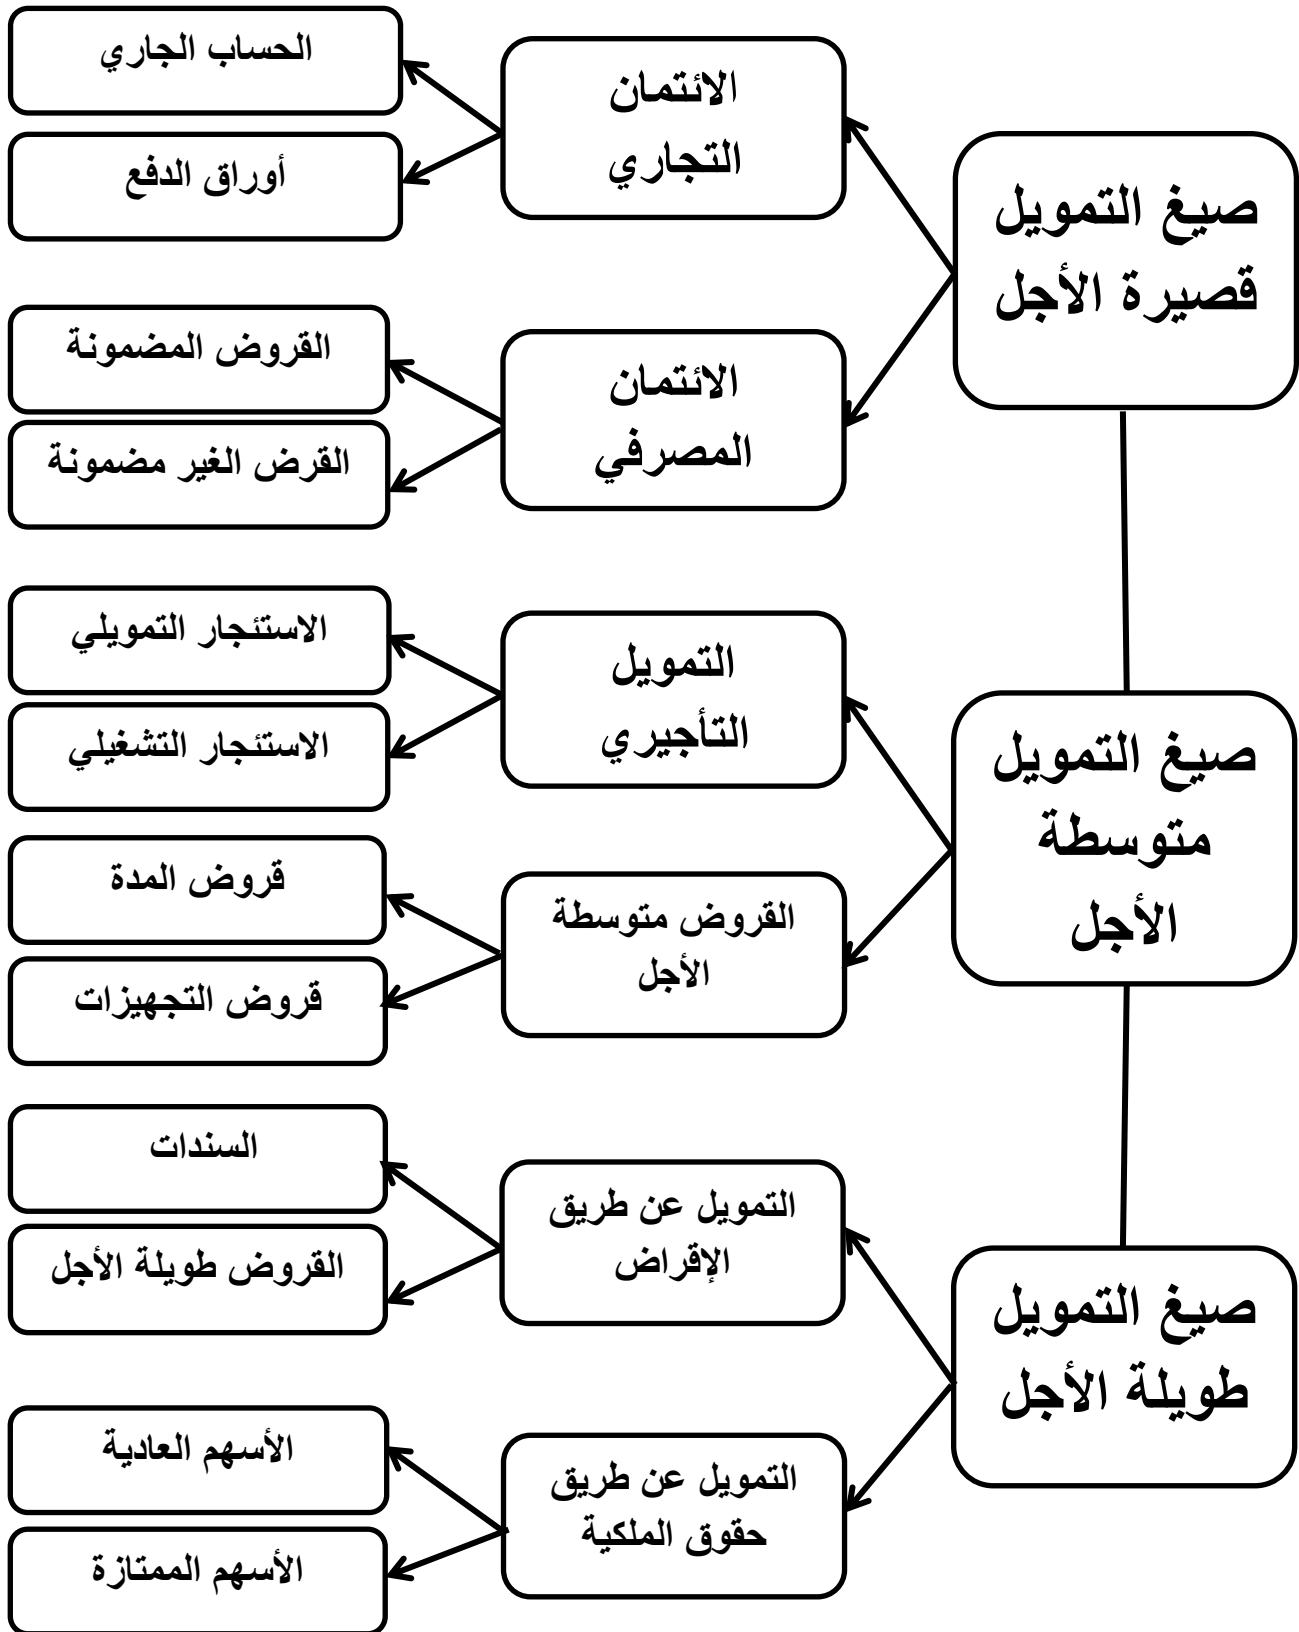 صيغ التمويل
قصيرة الأجل
الائتمان
التجاري
الحساب الجاري
أوراق الدفع
الائتمان
المصرفي
القروض المضمونة
القرض الغير مضمونة
صيغ التمويل
متوسطة
الأجل
التمويل
التأجيري
الاستئجار التمويلي
الاستئجار التشغيلي
القروض متوسطة
الأجل
قروض المدة
قروض التجهيزات
صيغ التمويل
طويلة الأجل
التمويل عن طريق
الإقراض
السندات
القروض طويلة الأجل
التمويل عن طريق
حقوق الملكية
الأسهم العادية
الأسهم الممتازة